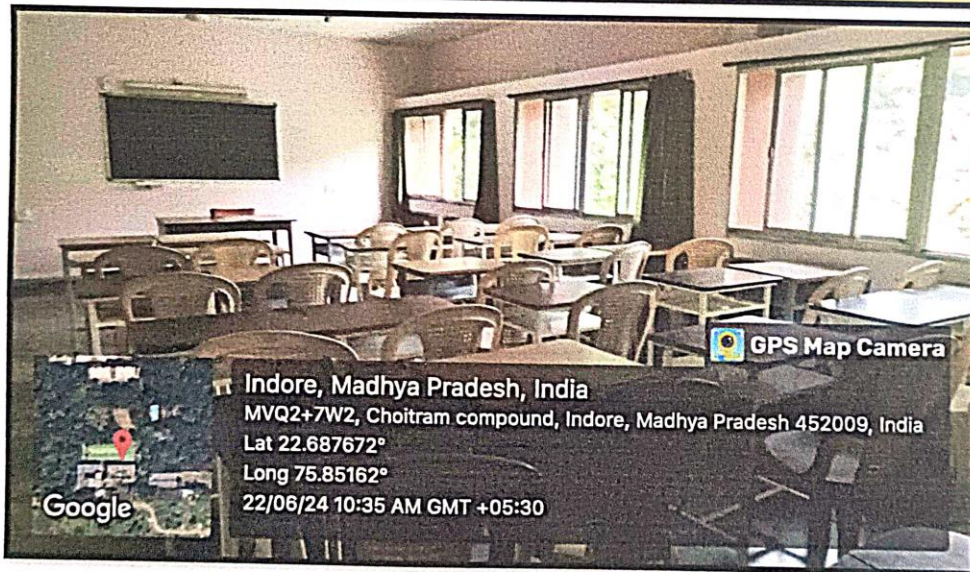 GPS Map Camera
Indore, Madhya Pradesh, India
MVQ2+7W2, Choitram compound, Indore, Madhya Pradesh 452009, India
Lat 22.687672°
Long 75.85162°
22/06/24 10:35 AM GMT +05:30
Google